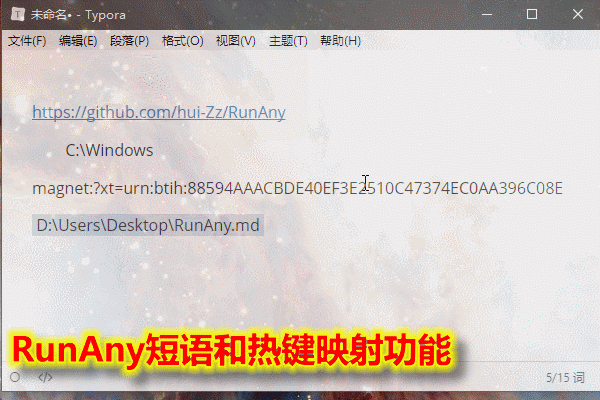 未命名• - Typora
文件(F) 编辑(E) 段落(P) 格式(O) 视图(V) 主题(T) 帮助(H)
https://github.com/hui-Zz/RunAny
C:\Windows
magnet:?xt=urn:btih:88594AAACBDE40EF3E2510C47374EC0AA396C08E
D:\Users\Desktop\RunAny.md
RunAny短语和热键映射功能
5/15 词